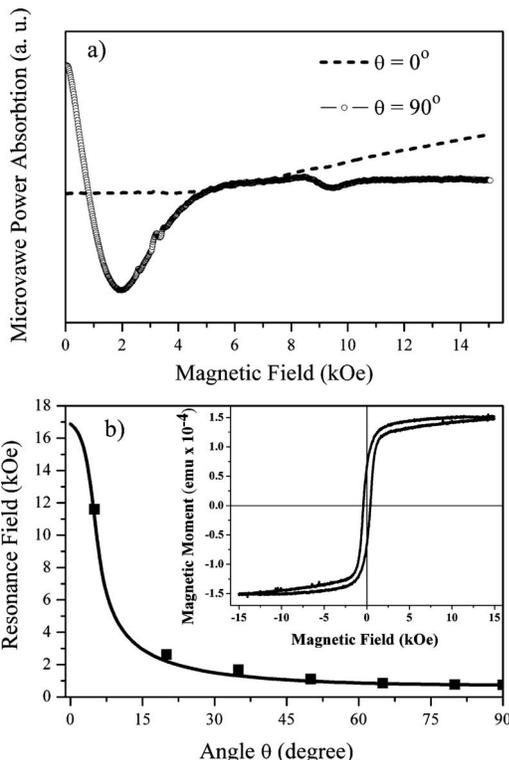 Microvawe Power Absorbtion (a. u.)
a)
θ = 0°
θ = 90°
0 2 4 6 8 10 12 14
Magnetic Field (kOe)
Resonance Field (kOe)
18
16
14
12
10
8
6
4
2
0
b)
Magnetic Moment (emu x 10⁻⁴)
1.5
1.0
0.5
0.0
-0.5
-1.0
-1.5
-15 -10 -5 0 5 10 15
Magnetic Field (kOe)
0 15 30 45 60 75 90
Angle θ (degree)